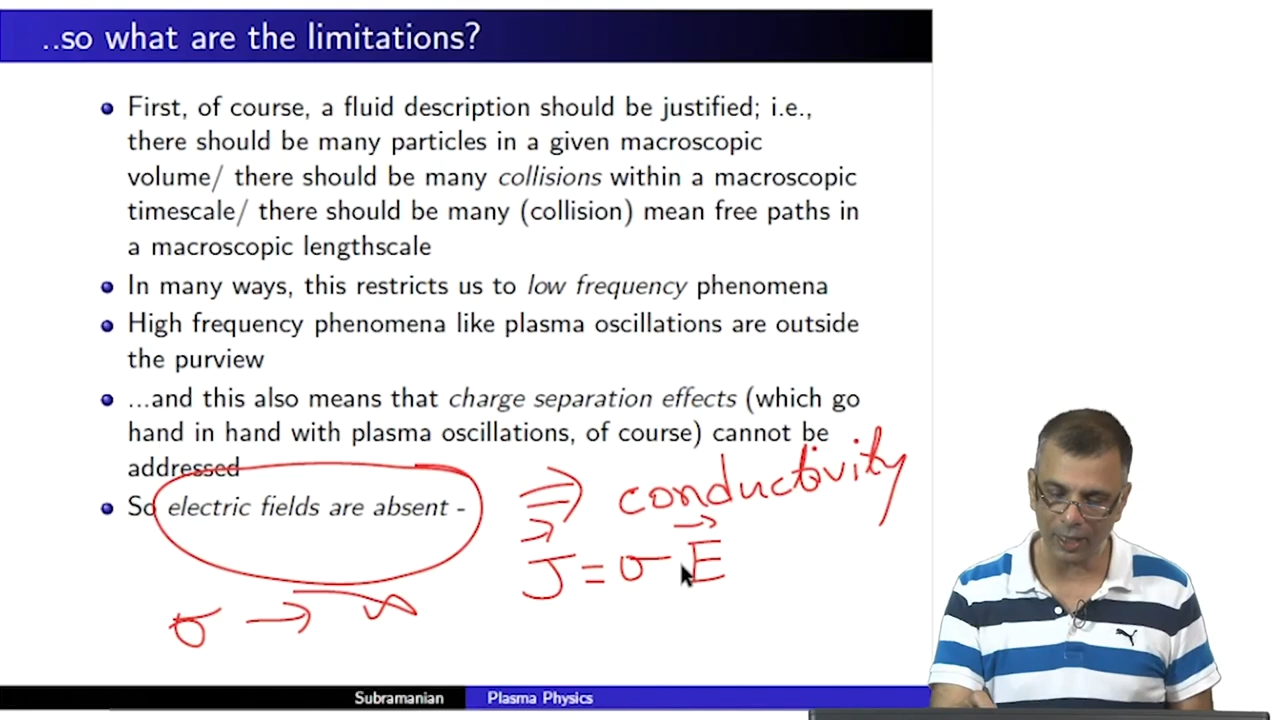 ..so what are the limitations?
First, of course, a fluid description should be justified; i.e.,
there should be many particles in a given macroscopic
volume/ there should be many collisions within a macroscopic
timescale/ there should be many (collision) mean free paths in
a macroscopic lengthscale
In many ways, this restricts us to low frequency phenomena
High frequency phenomena like plasma oscillations are outside
the purview
...and this also means that charge separation effects (which go
hand in hand with plasma oscillations, of course) cannot be
addressed
So electric fields are absent -
⇒ conductivity
J⃗ = σ E⃗
σ → ∞
Subramanian Plasma Physics